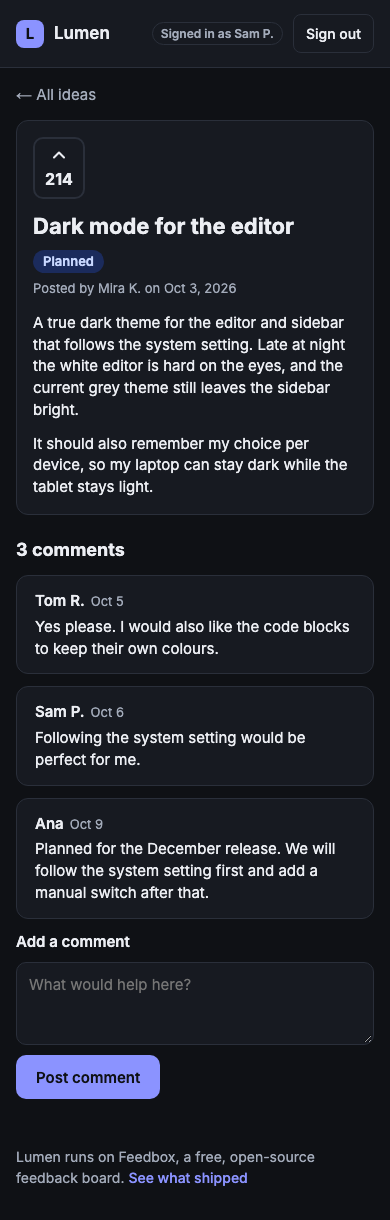 L Lumen Signed in as Sam P. Sign out
← All ideas
214
Dark mode for the editor
Planned
Posted by Mira K. on Oct 3, 2026
A true dark theme for the editor and sidebar
that follows the system setting. Late at night
the white editor is hard on the eyes, and the
current grey theme still leaves the sidebar
bright.
It should also remember my choice per
device, so my laptop can stay dark while the
tablet stays light.
3 comments
Tom R. Oct 5
Yes please. I would also like the code blocks
to keep their own colours.
Sam P. Oct 6
Following the system setting would be
perfect for me.
Ana Oct 9
Planned for the December release. We will
follow the system setting first and add a
manual switch after that.
Add a comment
What would help here?
Post comment
Lumen runs on Feedbox, a free, open-source
feedback board. See what shipped